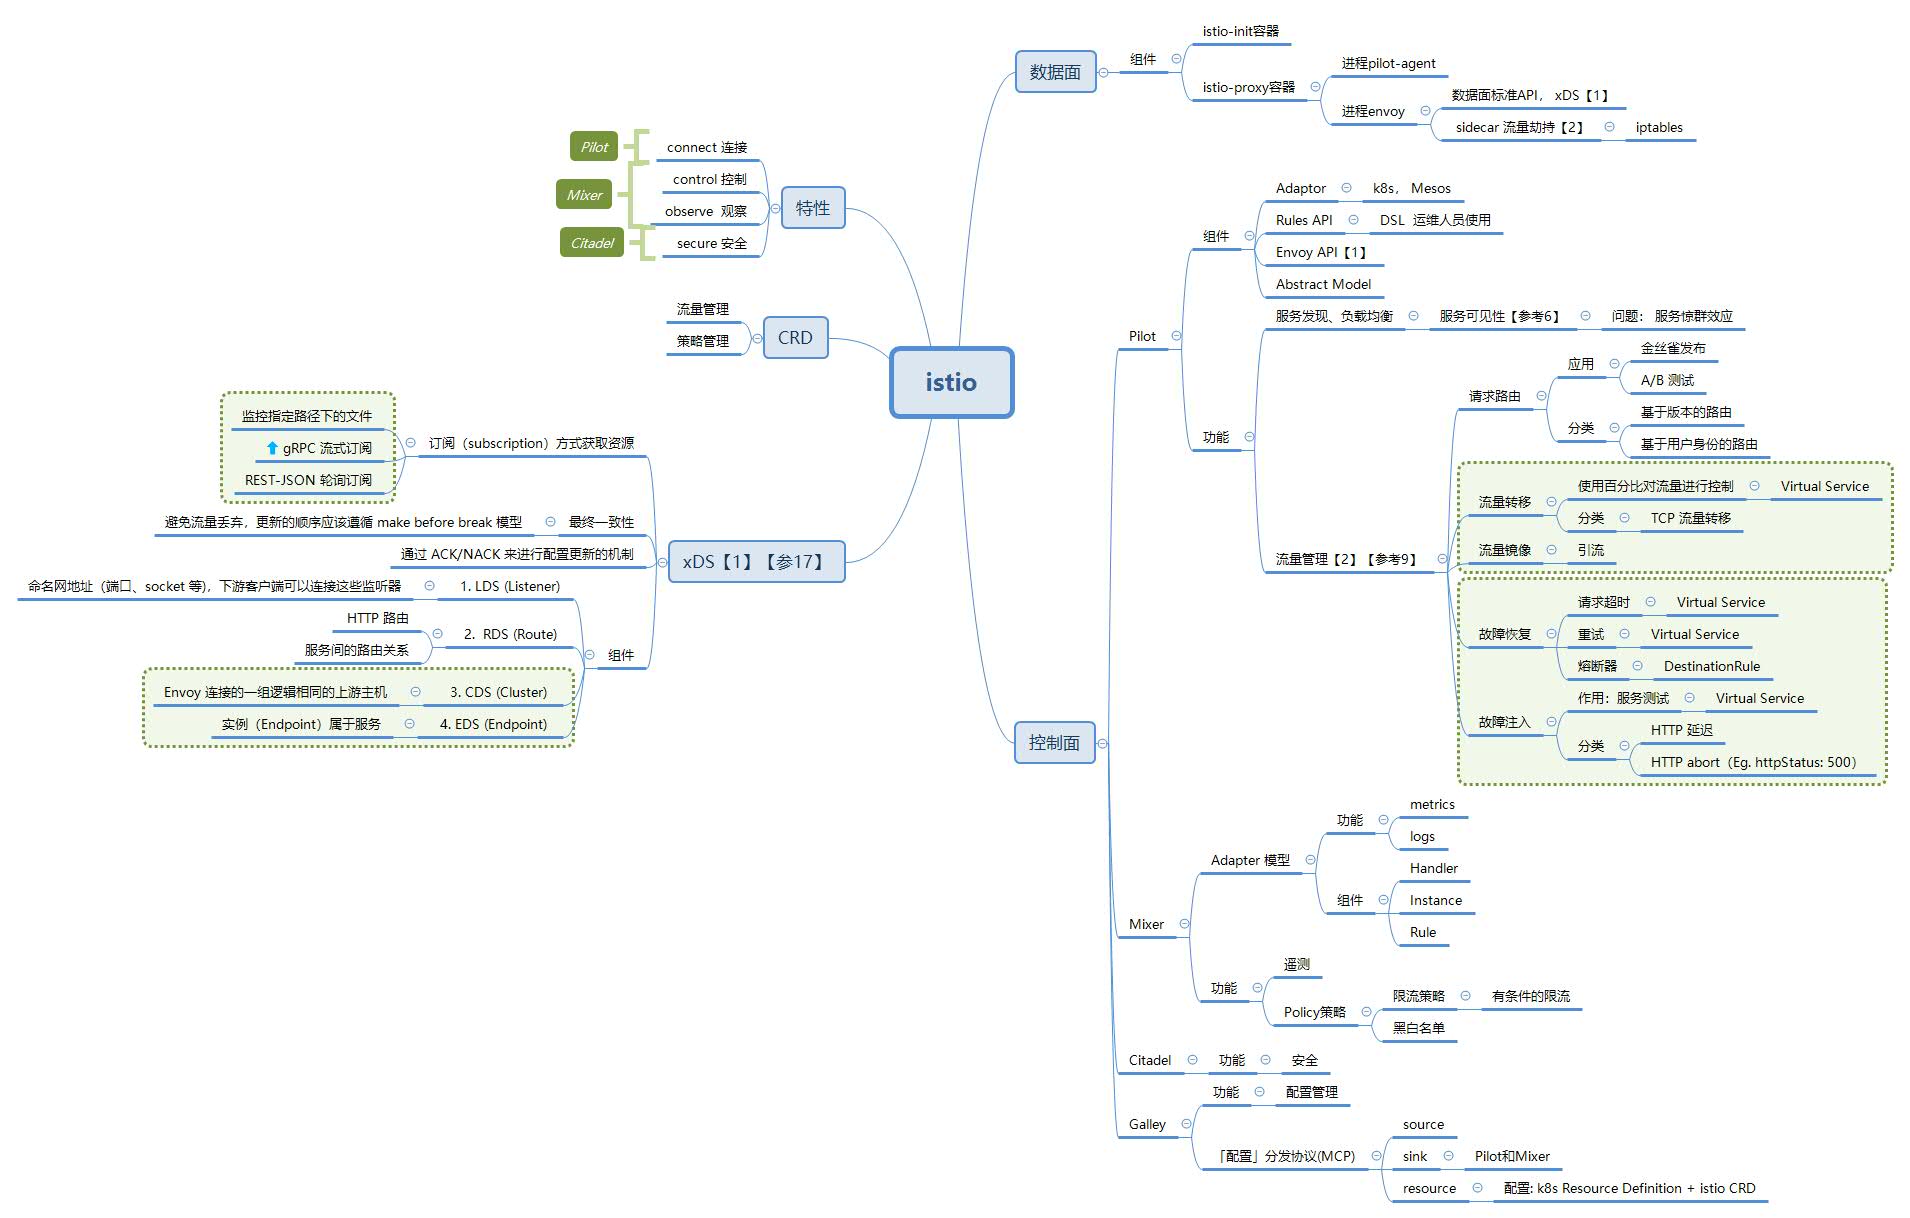 istio
数据面
组件
istio-init容器
istio-proxy容器
进程pilot-agent
进程envoy
数据面标准API， xDS【1】
sidecar 流量劫持【2】
iptables
控制面
Pilot
组件
Adaptor
k8s， Mesos
Rules API
DSL 运维人员使用
Envoy API【1】
Abstract Model
功能
服务发现、负载均衡
服务可见性【参考6】
问题： 服务惊群效应
流量管理【2】【参考9】
请求路由
应用
金丝雀发布
A/B 测试
分类
基于版本的路由
基于用户身份的路由
流量转移
使用百分比对流量进行控制
Virtual Service
分类
TCP 流量转移
流量镜像
引流
故障恢复
请求超时
Virtual Service
重试
Virtual Service
熔断器
DestinationRule
故障注入
作用：服务测试
Virtual Service
分类
HTTP 延迟
HTTP abort（Eg. httpStatus: 500）
Mixer
Adapter 模型
功能
metrics
logs
组件
Handler
Instance
Rule
功能
遥测
Policy策略
限流策略
有条件的限流
黑白名单
Citadel
功能
安全
Galley
功能
配置管理
「配置」分发协议(MCP)
source
sink
Pilot和Mixer
resource
配置: k8s Resource Definition + istio CRD
特性
connect 连接
control 控制
observe 观察
secure 安全
Pilot
Mixer
Citadel
CRD
流量管理
策略管理
xDS【1】【参17】
订阅（subscription）方式获取资源
监控指定路径下的文件
gRPC 流式订阅
REST-JSON 轮询订阅
最终一致性
避免流量丢弃，更新的顺序应该遵循 make before break 模型
通过 ACK/NACK 来进行配置更新的机制
组件
1. LDS (Listener)
命名网地址（端口、socket 等)，下游客户端可以连接这些监听器
2. RDS (Route)
HTTP 路由
服务间的路由关系
3. CDS (Cluster)
Envoy 连接的一组逻辑相同的上游主机
4. EDS (Endpoint)
实例（Endpoint）属于服务